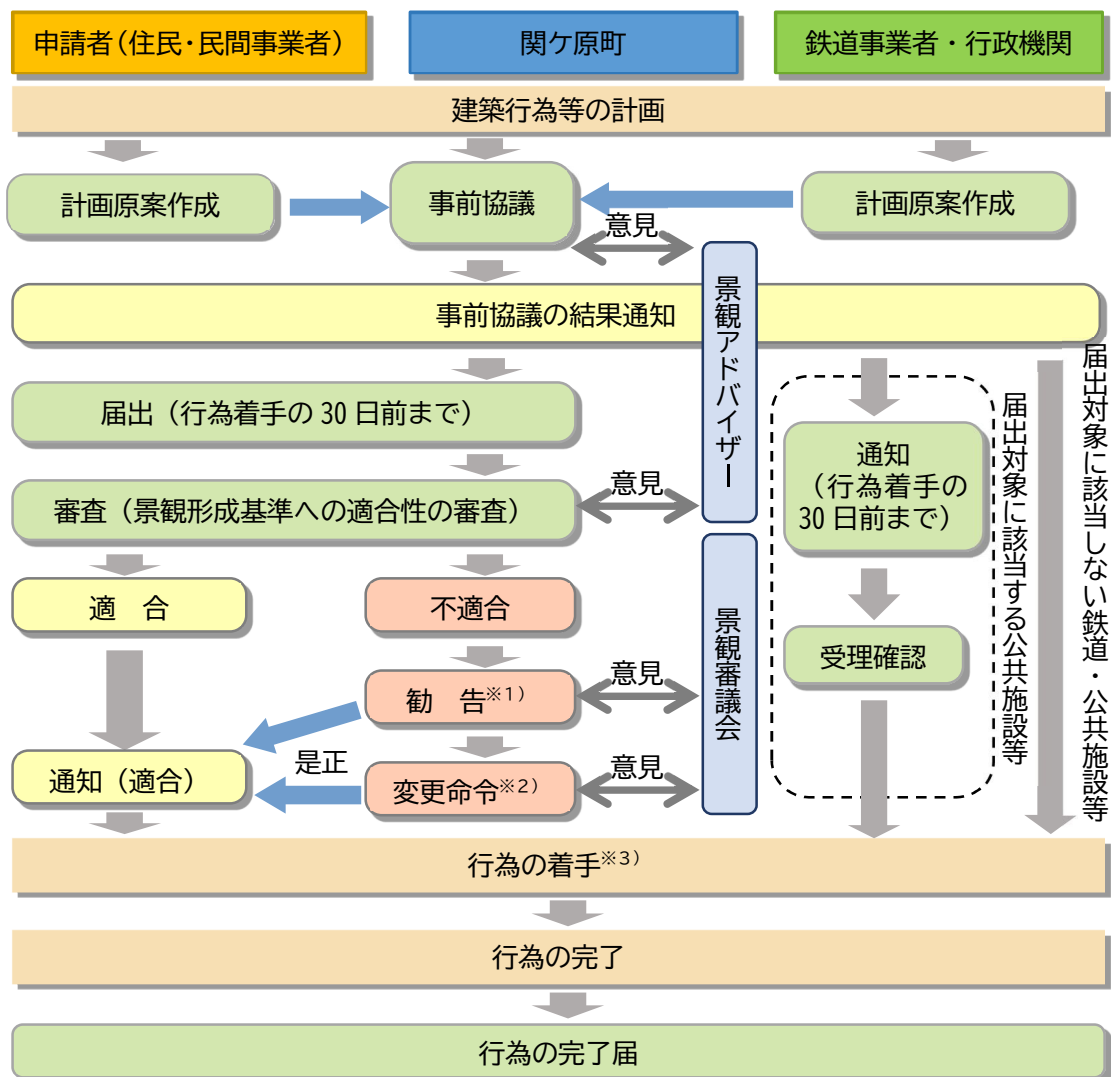 申請者(住民・民間事業者)
関ケ原町
鉄道事業者・行政機関
建築行為等の計画
計画原案作成
事前協議
計画原案作成
意見
景観アドバイザー
事前協議の結果通知
届出(行為着手の 30 日前まで)
審査(景観形成基準への適合性の審査)
意見
通知
(行為着手の
30 日前まで)
届出対象に該当する公共施設等
届出対象に該当しない鉄道・公共施設等
適 合
不適合
景観審議会
受理確認
勧 告※1)
意見
是正
通知(適合)
変更命令※2)
意見
行為の着手※3)
行為の完了
行為の完了届